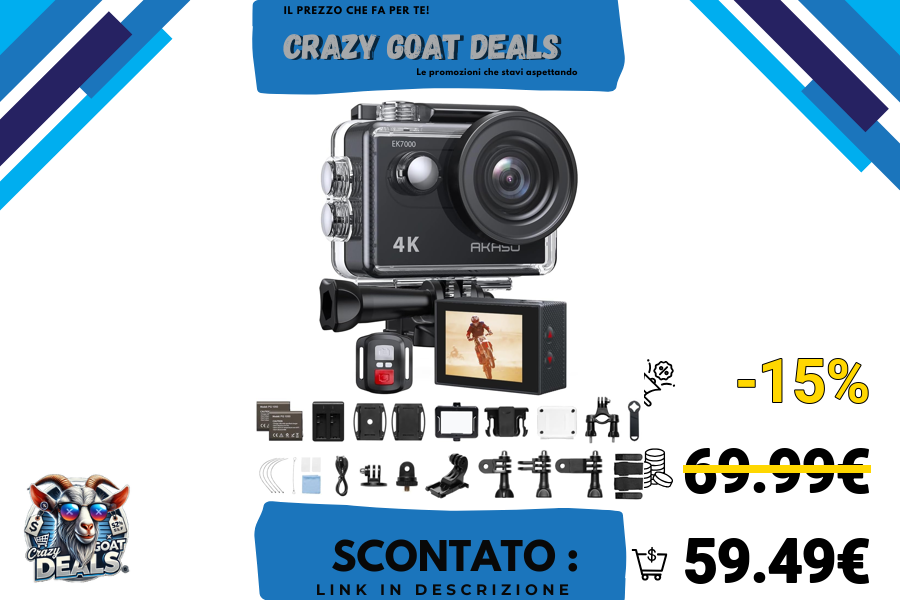 IL PREZZO CHE FA PER TE!
CRAZY GOAT DEALS
Le promozioni che stavi aspettando
EK7000
4K
AKASO
-15%
69.99€
59.49€
SCONTATO :
LINK IN DESCRIZIONE
$
Crazy
GOAT
DEALS